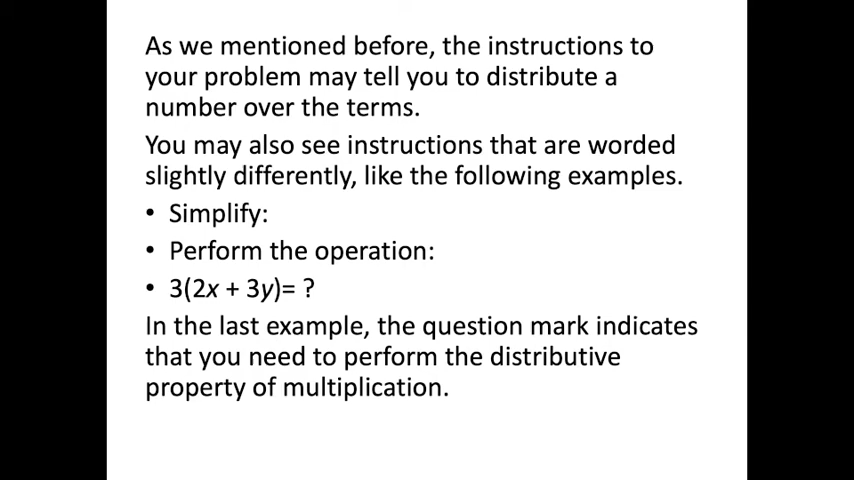 As we mentioned before, the instructions to
your problem may tell you to distribute a
number over the terms.
You may also see instructions that are worded
slightly differently, like the following examples.
• Simplify:
• Perform the operation:
• 3(2x + 3y)= ?
In the last example, the question mark indicates
that you need to perform the distributive
property of multiplication.